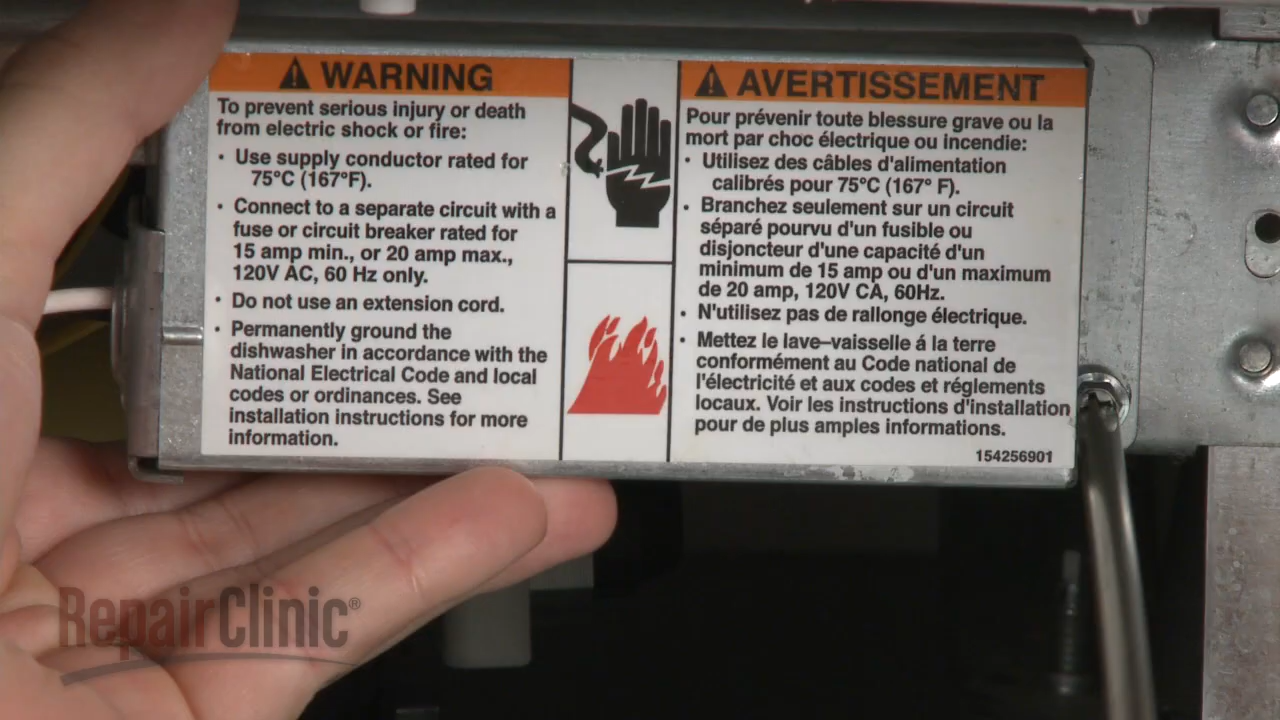 WARNING
To prevent serious injury or death
from electric shock or fire:
· Use supply conductor rated for
75°C (167°F).
· Connect to a separate circuit with a
fuse or circuit breaker rated for
15 amp min., or 20 amp max.,
120V AC, 60 Hz only.
· Do not use an extension cord.
· Permanently ground the
dishwasher in accordance with the
National Electrical Code and local
codes or ordinances. See
installation instructions for more
information.
AVERTISSEMENT
Pour prévenir toute blessure grave ou la
mort par choc électrique ou incendie:
· Utilisez des câbles d'alimentation
calibrés pour 75°C (167° F).
· Branchez seulement sur un circuit
séparé pourvu d'un fusible ou
disjoncteur d'une capacité d'un
minimum de 15 amp ou d'un maximum
de 20 amp, 120V CA, 60Hz.
· N'utilisez pas de rallonge électrique.
· Mettez le lave–vaisselle á la terre
conformément au Code national de
l'électricité et aux codes et réglements
locaux. Voir les instructions d'installation
pour de plus amples informations.
154256901
RepairClinic®